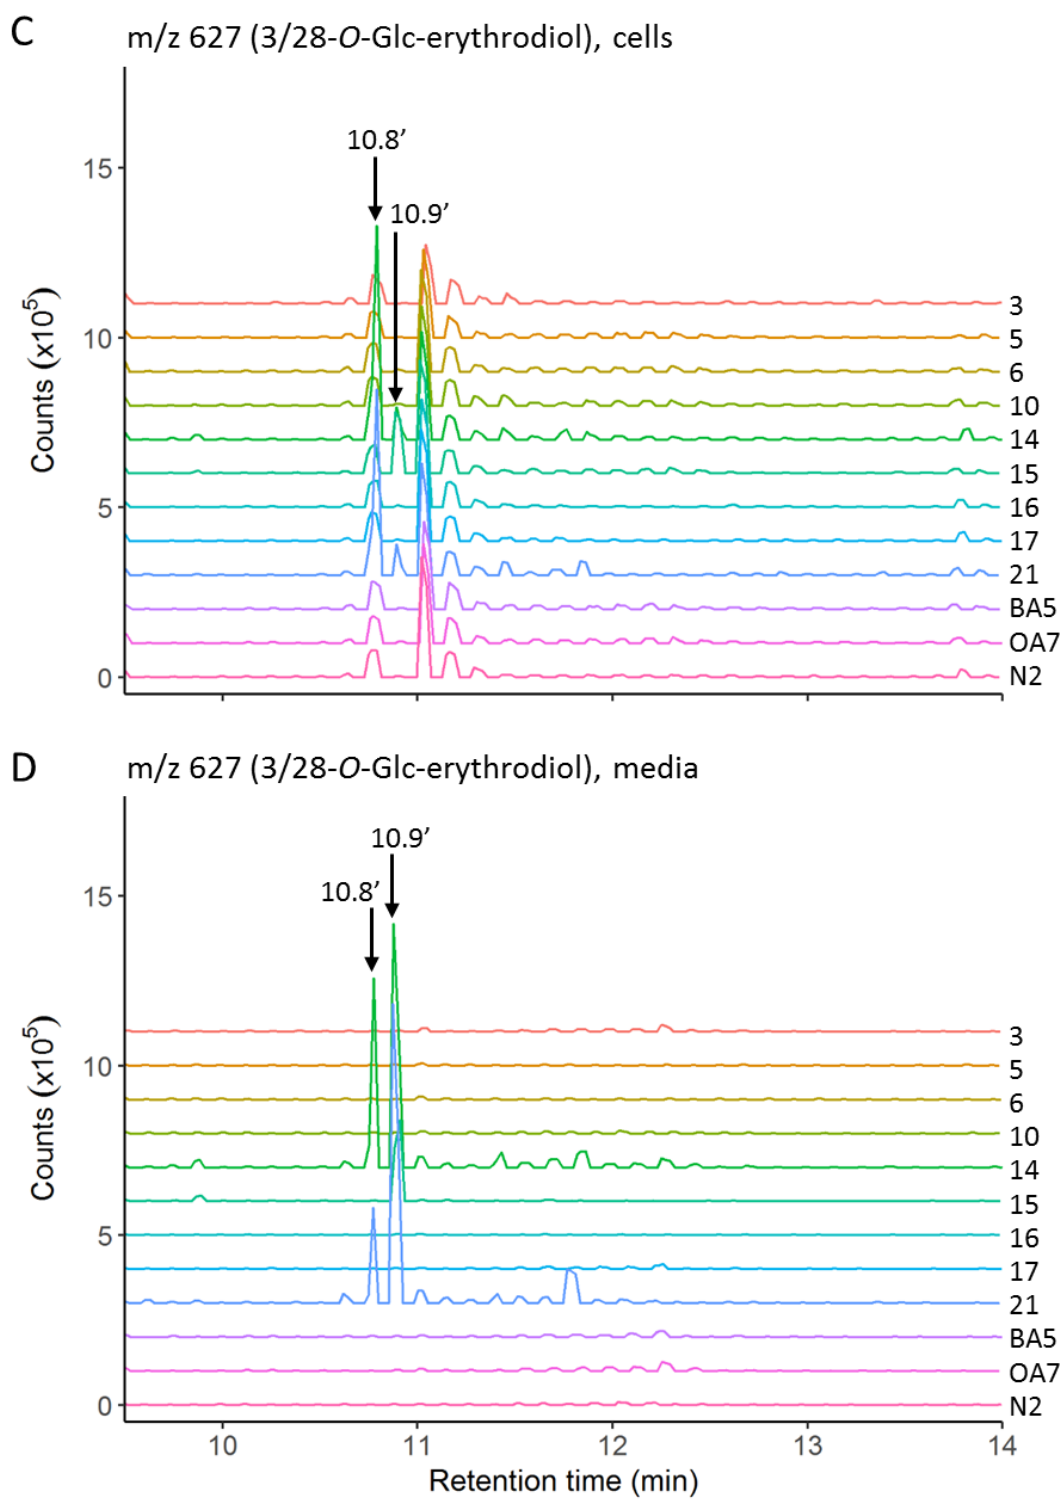 C
m/z 627 (3/28-O-Glc-erythrodiol), cells
10.8’
10.9’
Counts (x10⁵)
15
10
5
0
3
5
6
10
14
15
16
17
21
BA5
OA7
N2
D
m/z 627 (3/28-O-Glc-erythrodiol), media
10.9’
10.8’
Counts (x10⁵)
15
10
5
0
3
5
6
10
14
15
16
17
21
BA5
OA7
N2
10 11 12 13 14
Retention time (min)